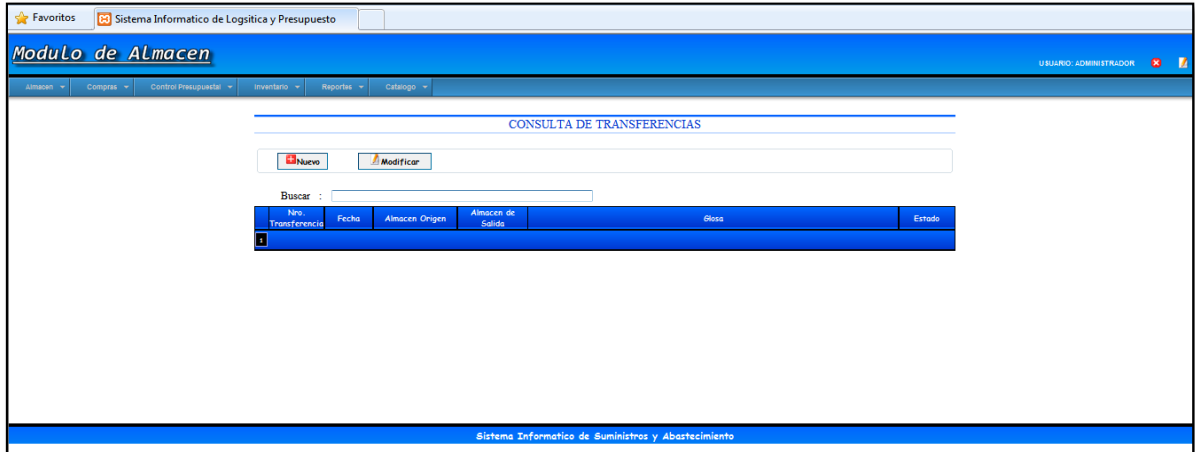 Favoritos
Sistema Informatico de Logsitica y Presupuesto
Modulo de Almacen
USUARIO: ADMINISTRADOR
Almacen Compras Control Presupuestal Inventario Reportes Catalogo
CONSULTA DE TRANSFERENCIAS
Nuevo Modificar
Buscar :
Nro. Transferencia Fecha Almacen Origen Almacen de Salida Glosa Estado
1
Sistema Informatico de Suministros y Abastecimiento